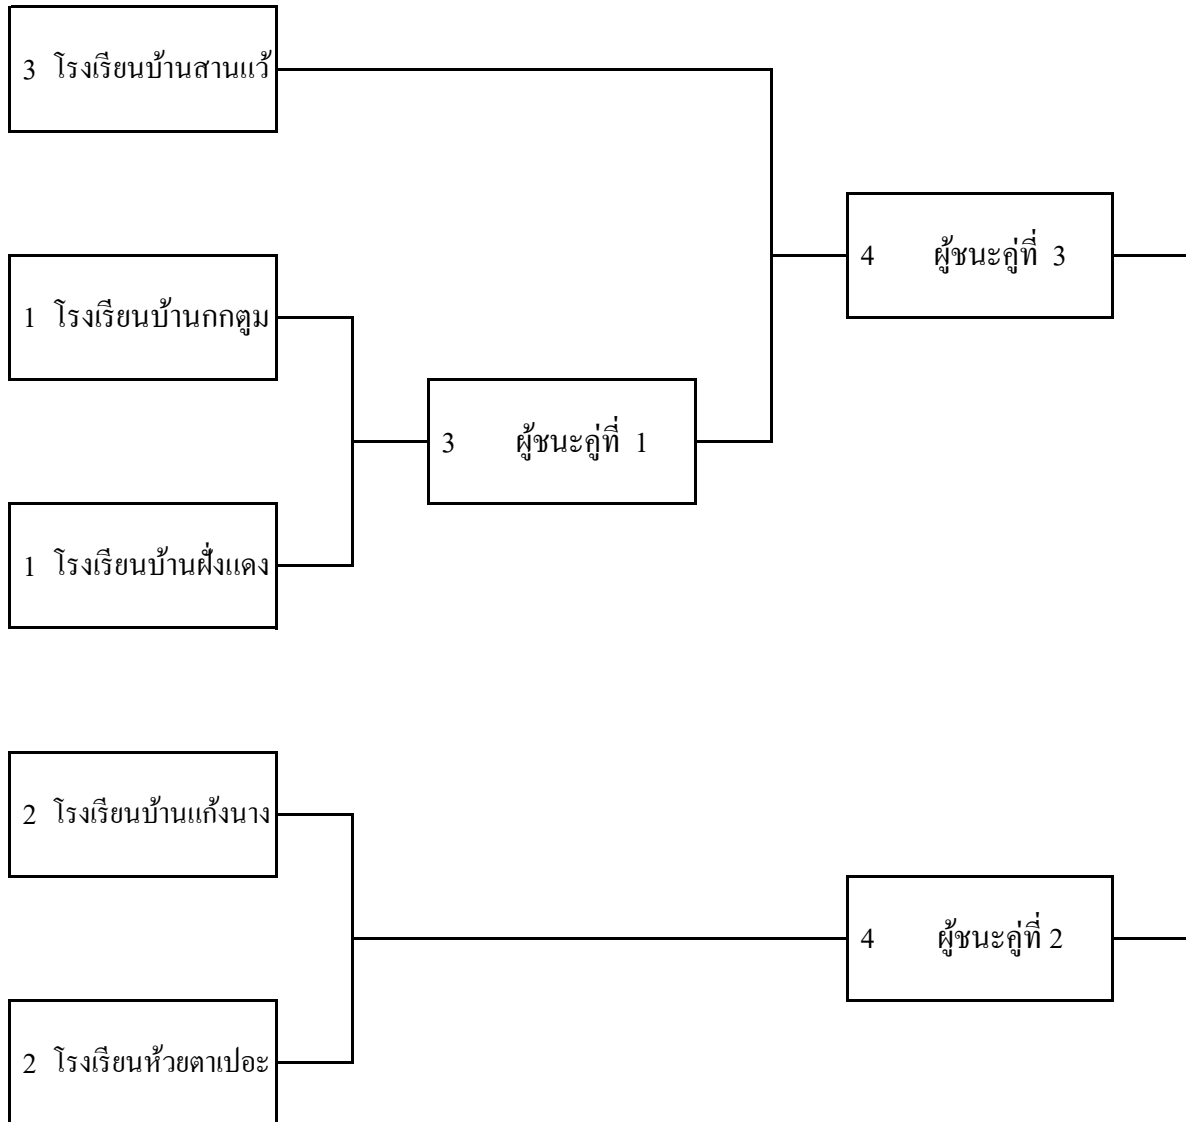 3 โรงเรียนบ้านสานแว้
4 ผู้ชนะคู่ที่ 3
1 โรงเรียนบ้านกกตูม
3 ผู้ชนะคู่ที่ 1
1 โรงเรียนบ้านฝั่งแดง
2 โรงเรียนบ้านแก้งนาง
4 ผู้ชนะคู่ที่ 2
2 โรงเรียนห้วยตาเปอะ